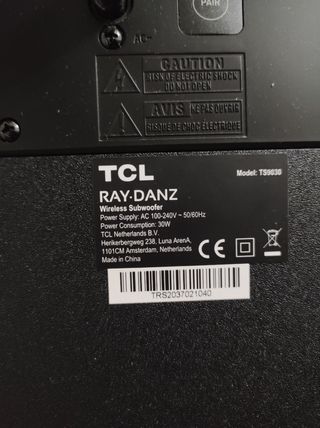 PAIR
AC~
CAUTION
RISK OF ELECTRIC SHOCK
DO NOT OPEN
AVIS NE PAS OUVRIR
RISQUE DE CHOC ÉLECTRIQUE
TCL
RAY·DANZ
Model: TS9030
Wireless Subwoofer
Power Supply: AC 100-240V ~ 50/60Hz
Power Consumption: 30W
TCL Netherlands B.V.
Herikerbergweg 238, Luna ArenA,
1101CM Amsterdam, Netherlands
Made in China
CE
TRS2037021040